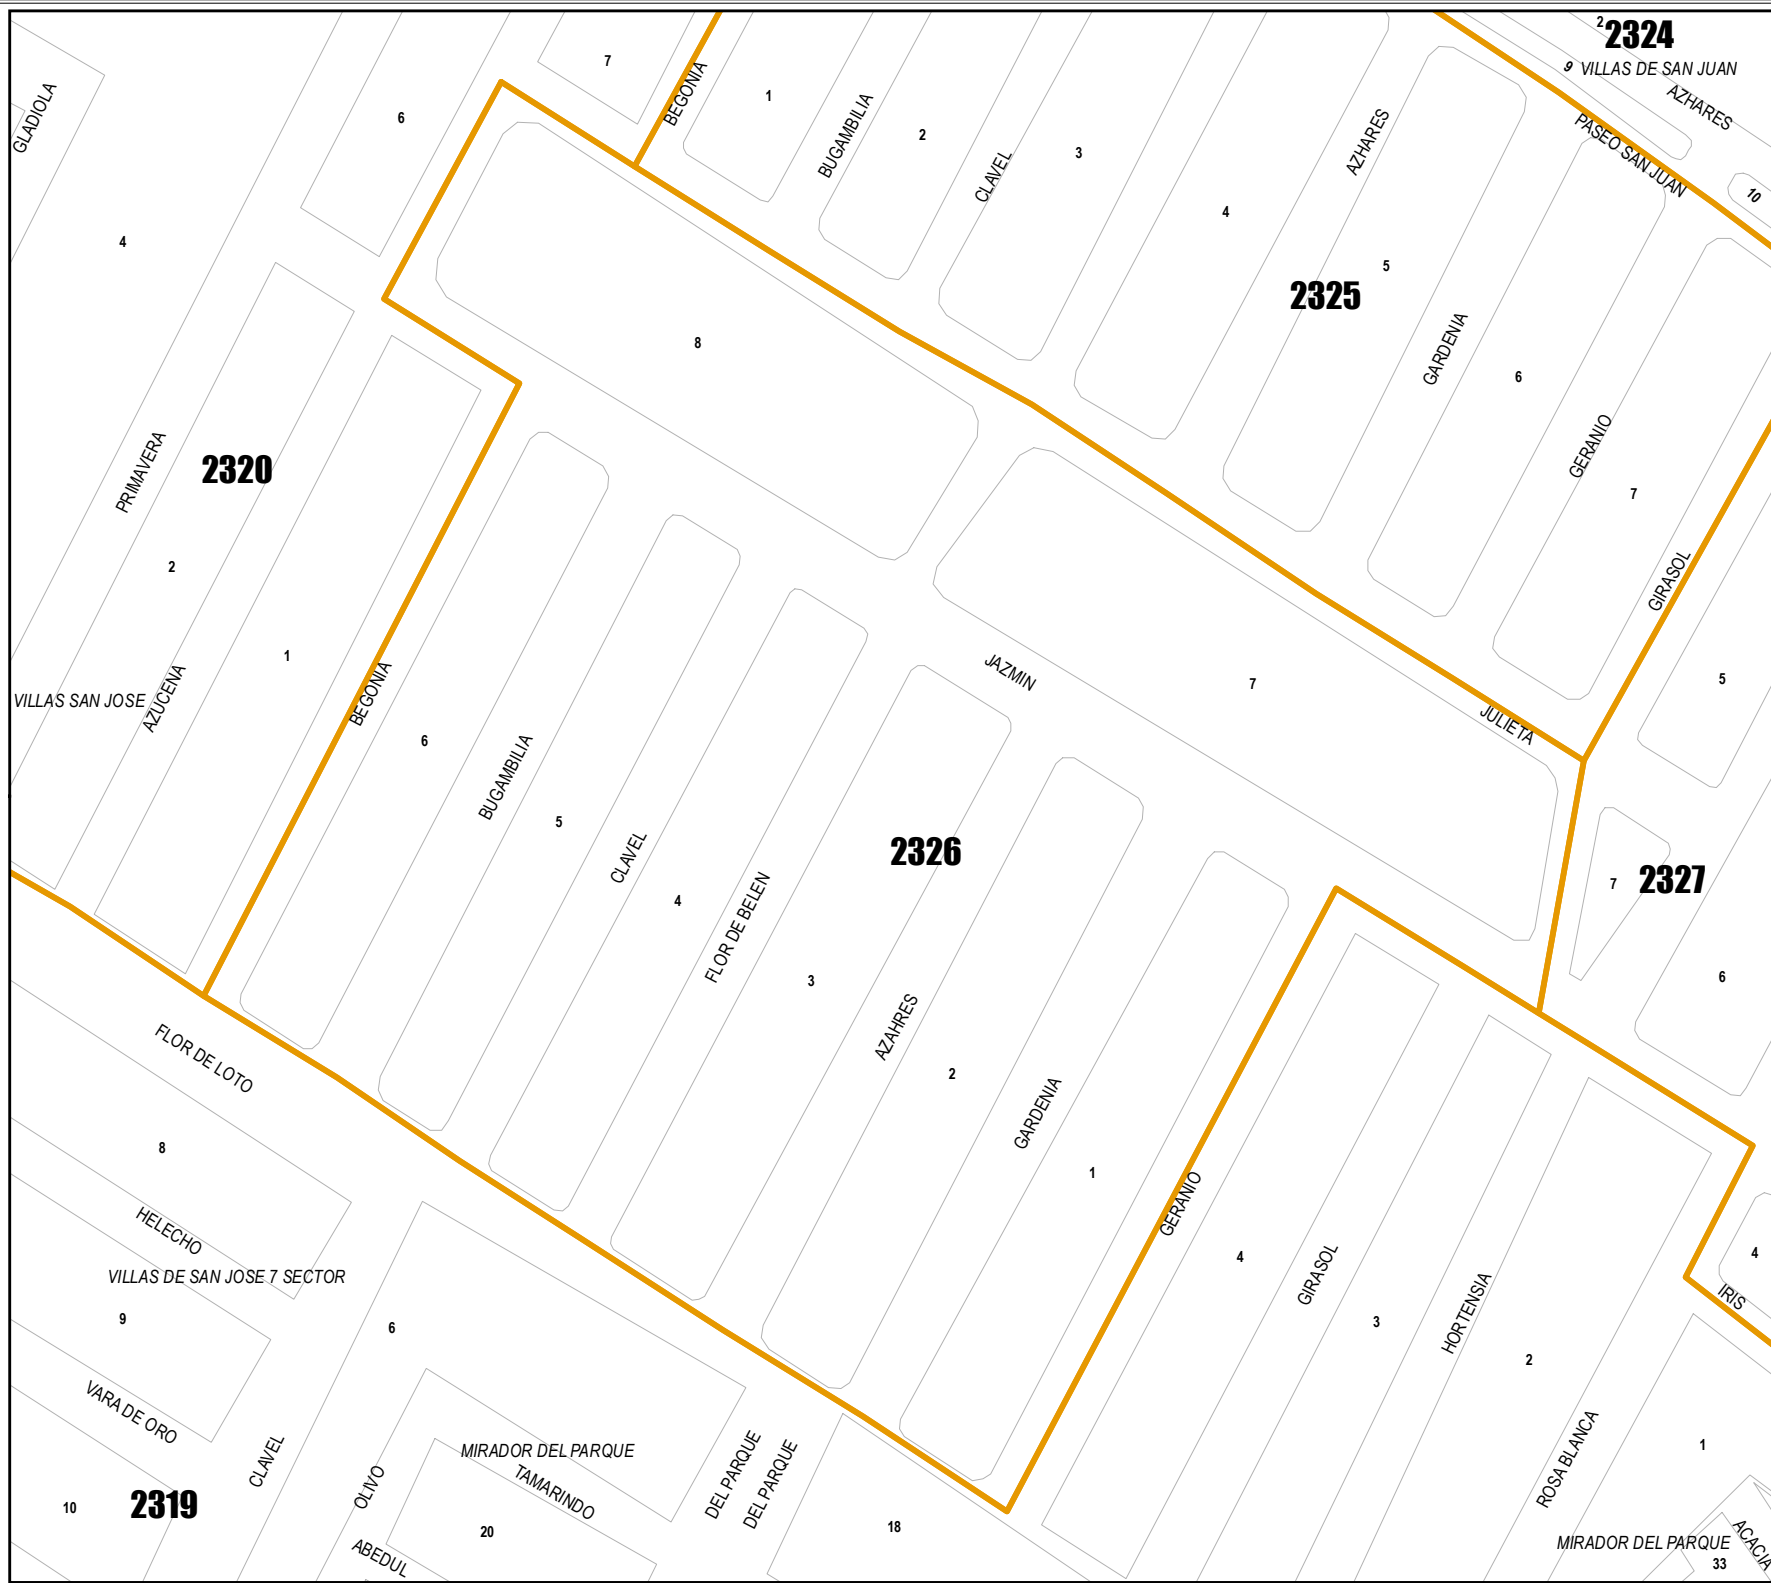 2
2324
9 VILLAS DE SAN JUAN
AZHARES
PASEO SAN JUAN
10
7
BEGONIA
1
BUGAMBILIA
2
CLAVEL
3
AZHARES
4
5
2325
GARDENIA
6
GERANIO
7
GIRASOL
5
GLADIOLA
6
4
8
PRIMAVERA
2320
2
1
VILLAS SAN JOSE
AZUCENA
BEGONIA
6
BUGAMBILIA
5
CLAVEL
4
FLOR DE BELEN
3
2326
JAZMIN
7
JULIETA
7
2327
6
AZAHRES
2
GARDENIA
1
GERANIO
4
GIRASOL
3
HORTENSIA
2
4
IRIS
ROSA BLANCA
1
FLOR DE LOTO
8
HELECHO
VILLAS DE SAN JOSE 7 SECTOR
9
6
VARA DE ORO
CLAVEL
10
2319
OLIVO
MIRADOR DEL PARQUE
TAMARINDO
20
ABEDUL
DEL PARQUE
DEL PARQUE
18
MIRADOR DEL PARQUE
33
ACACIA